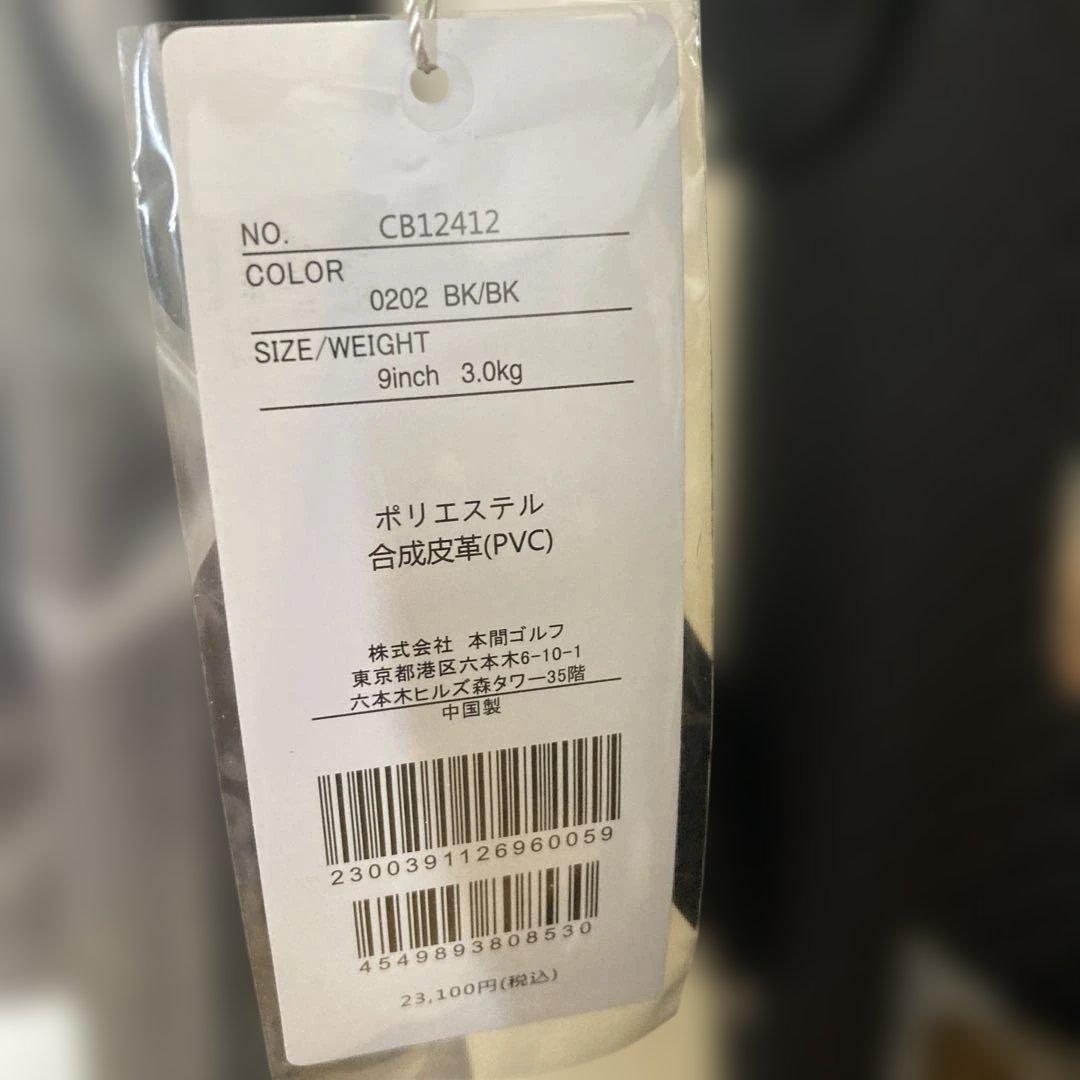 NO. CB12412
COLOR
0202 BK/BK
SIZE/WEIGHT
9inch 3.0kg
ポリエステル
合成皮革(PVC)
株式会社 本間ゴルフ
東京都港区六本木6-10-1
六本木ヒルズ森タワー35階
中国製
2300391126960059
4549893808530
23,100円(税込)